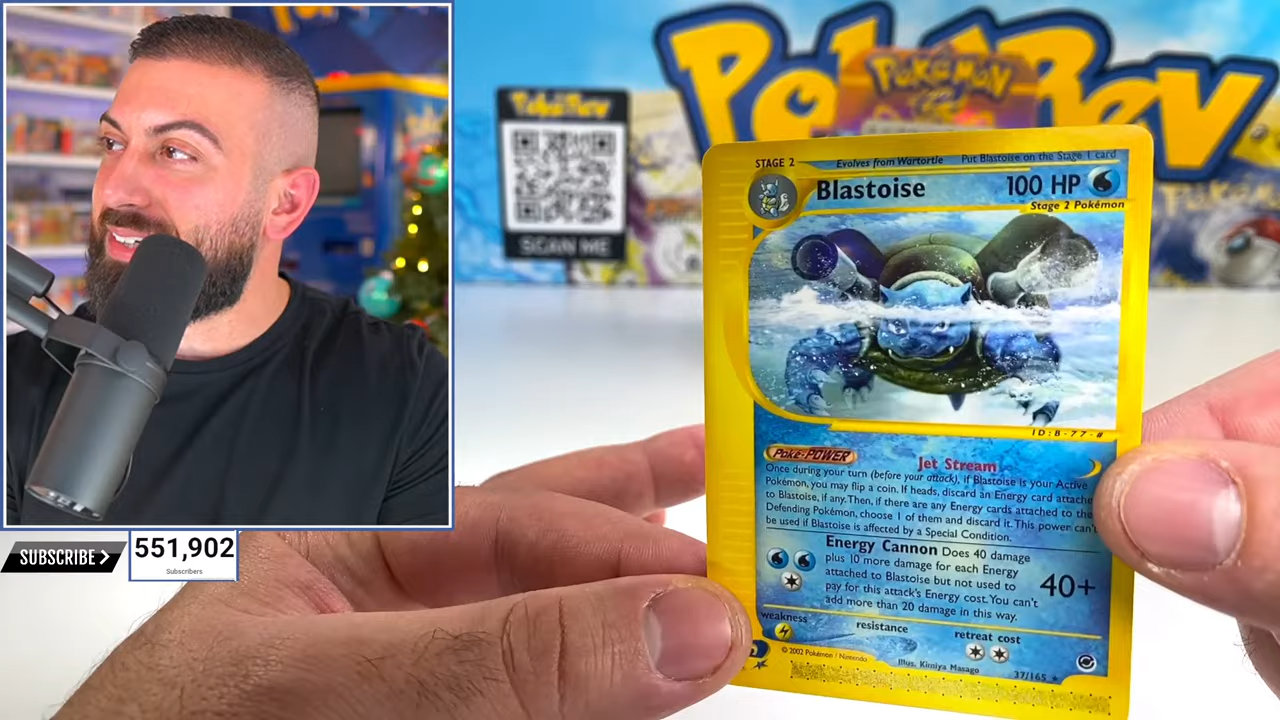 PokéRev
POKéMON
PokéRev
SCAN ME
STAGE 2 Evolves from Wartortle Put Blastoise on the Stage 1 card
Blastoise 100 HP
Stage 2 Pokémon
ID:B-77-#
Poké-POWER Jet Stream
Once during your turn (before your attack), if Blastoise is your Active
Pokémon, you may flip a coin. If heads, discard an Energy card attache
to Blastoise, if any. Then, if there are any Energy cards attached to the
Defending Pokémon, choose 1 of them and discard it. This power can't
be used if Blastoise is affected by a Special Condition.
Energy Cannon Does 40 damage
plus 10 more damage for each Energy
attached to Blastoise but not used to
pay for this attack's Energy cost. You can't
add more than 20 damage in this way.
40+
weakness resistance retreat cost
© 2002 Pokémon / Nintendo Illus. Kimiya Masago 37/165 ★
SUBSCRIBE >
551,902
Subscribers